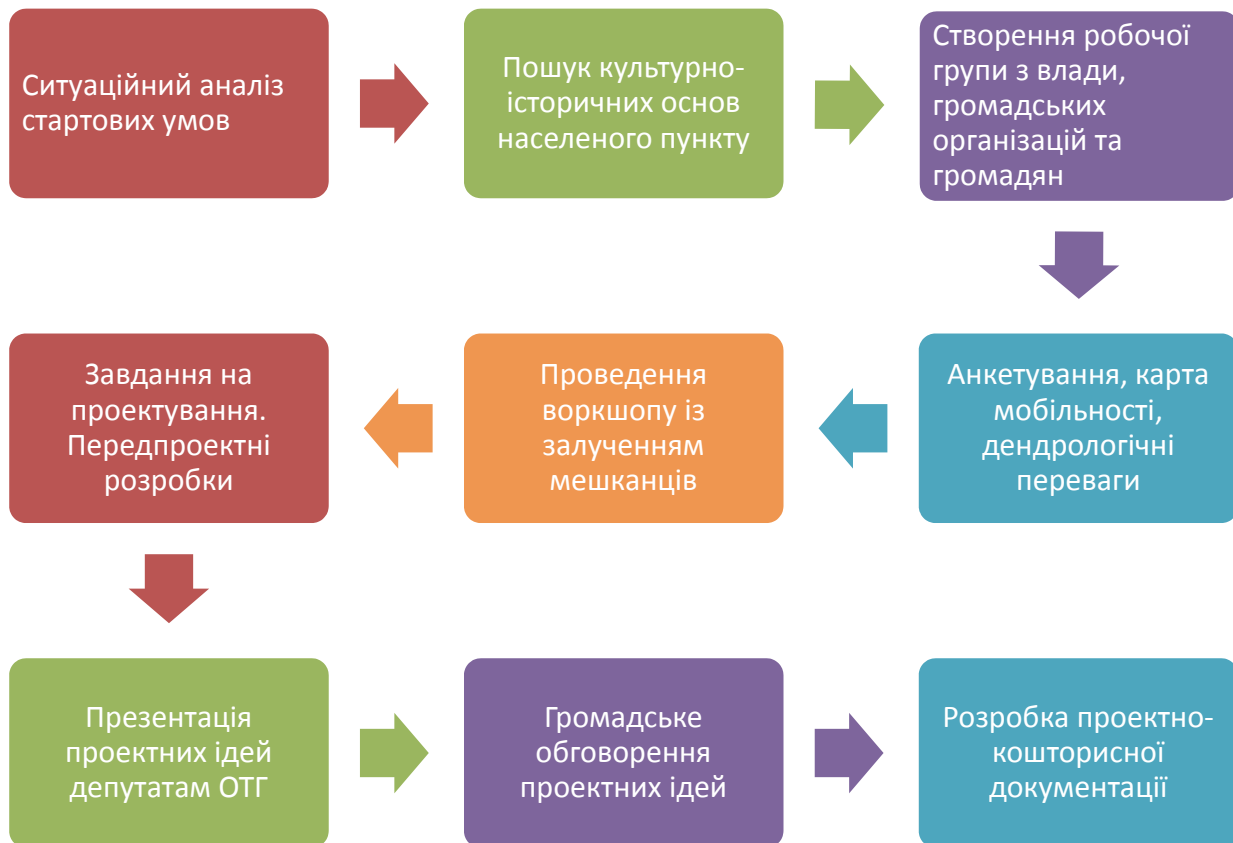 Ситуаційний аналіз
стартових умов
Пошук культурно-
історичних основ
населеного пункту
Створення робочої
групи з влади,
громадських
організацій та
громадян
Анкетування, карта
мобільності,
дендрологічні
переваги
Проведення
воркшопу із
залученням
мешканців
Завдання на
проектування.
Передпроектні
розробки
Презентація
проектних ідей
депутатам ОТГ
Громадське
обговорення
проектних ідей
Розробка проектно-
кошторисної
документації